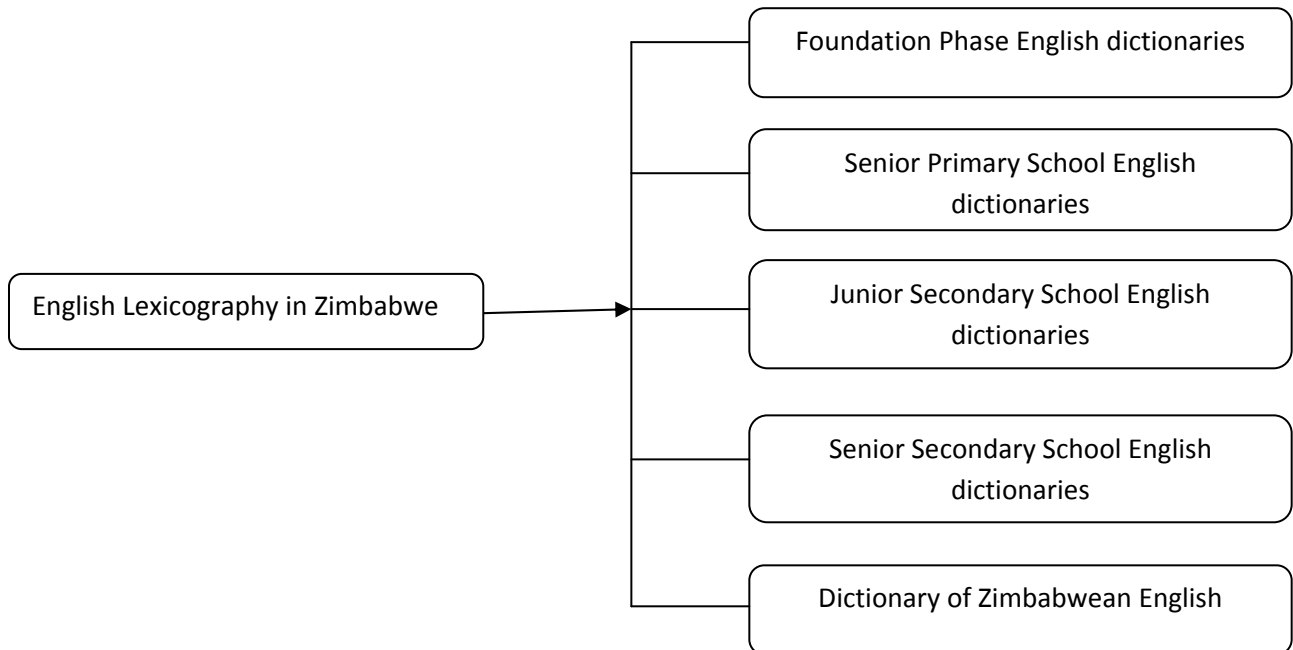 Foundation Phase English dictionaries
Senior Primary School English
dictionaries
English Lexicography in Zimbabwe
Junior Secondary School English
dictionaries
Senior Secondary School English
dictionaries
Dictionary of Zimbabwean English